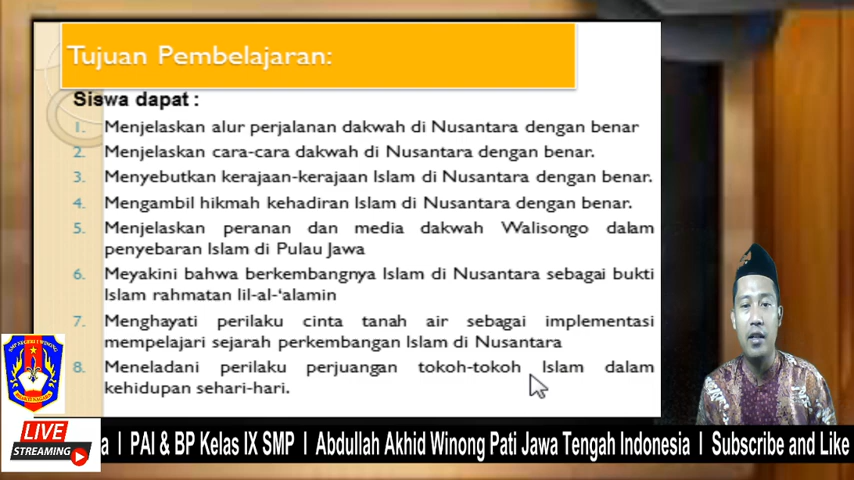 Tujuan Pembelajaran:
Siswa dapat :
1. Menjelaskan alur perjalanan dakwah di Nusantara dengan benar
2. Menjelaskan cara-cara dakwah di Nusantara dengan benar.
3. Menyebutkan kerajaan-kerajaan Islam di Nusantara dengan benar.
4. Mengambil hikmah kehadiran Islam di Nusantara dengan benar.
5. Menjelaskan peranan dan media dakwah Walisongo dalam
penyebaran Islam di Pulau Jawa
6. Meyakini bahwa berkembangnya Islam di Nusantara sebagai bukti
Islam rahmatan lil-al-‘alamin
7. Menghayati perilaku cinta tanah air sebagai implementasi
mempelajari sejarah perkembangan Islam di Nusantara
8. Meneladani perilaku perjuangan tokoh-tokoh Islam dalam
kehidupan sehari-hari.
SMP NEGERI 1 WINONG
LIVE
STREAMING
a I PAI & BP Kelas IX SMP I Abdullah Akhid Winong Pati Jawa Tengah Indonesia I Subscribe and Like